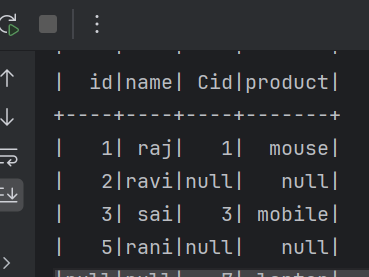 |  id|name| Cid|product|
+----+----+----+-------+
|   1| raj|   1|  mouse|
|   2|ravi|null|   null|
|   3| sai|   3| mobile|
|   5|rani|null|   null|